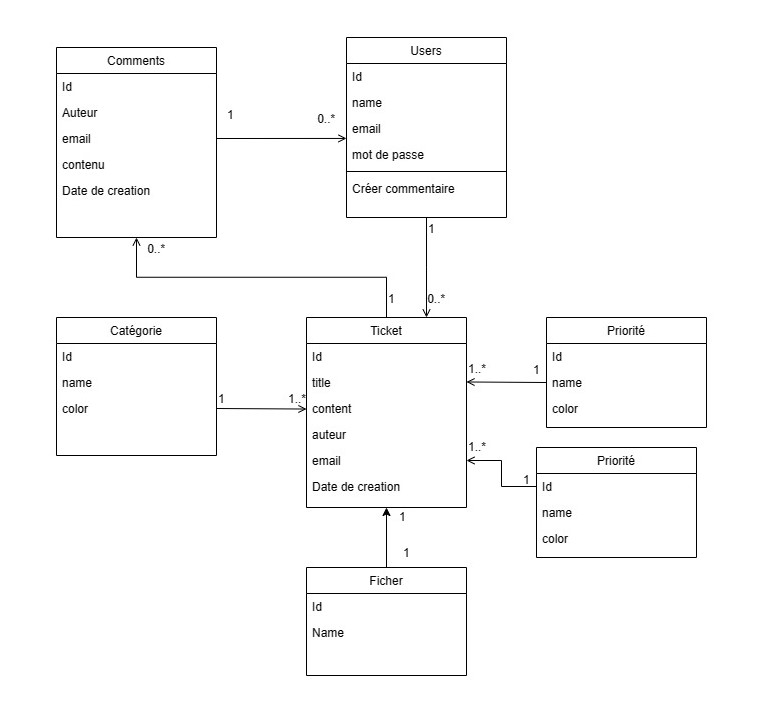 Comments
Id
Auteur
email
contenu
Date de creation
1
0..*
Users
Id
name
email
mot de passe
Créer commentaire
0..*
1
1
0..*
Catégorie
Id
name
color
1
1..*
Ticket
Id
title
content
auteur
email
Date de creation
1..*
1
Priorité
Id
name
color
1..*
1
Priorité
Id
name
color
1
1
Ficher
Id
Name